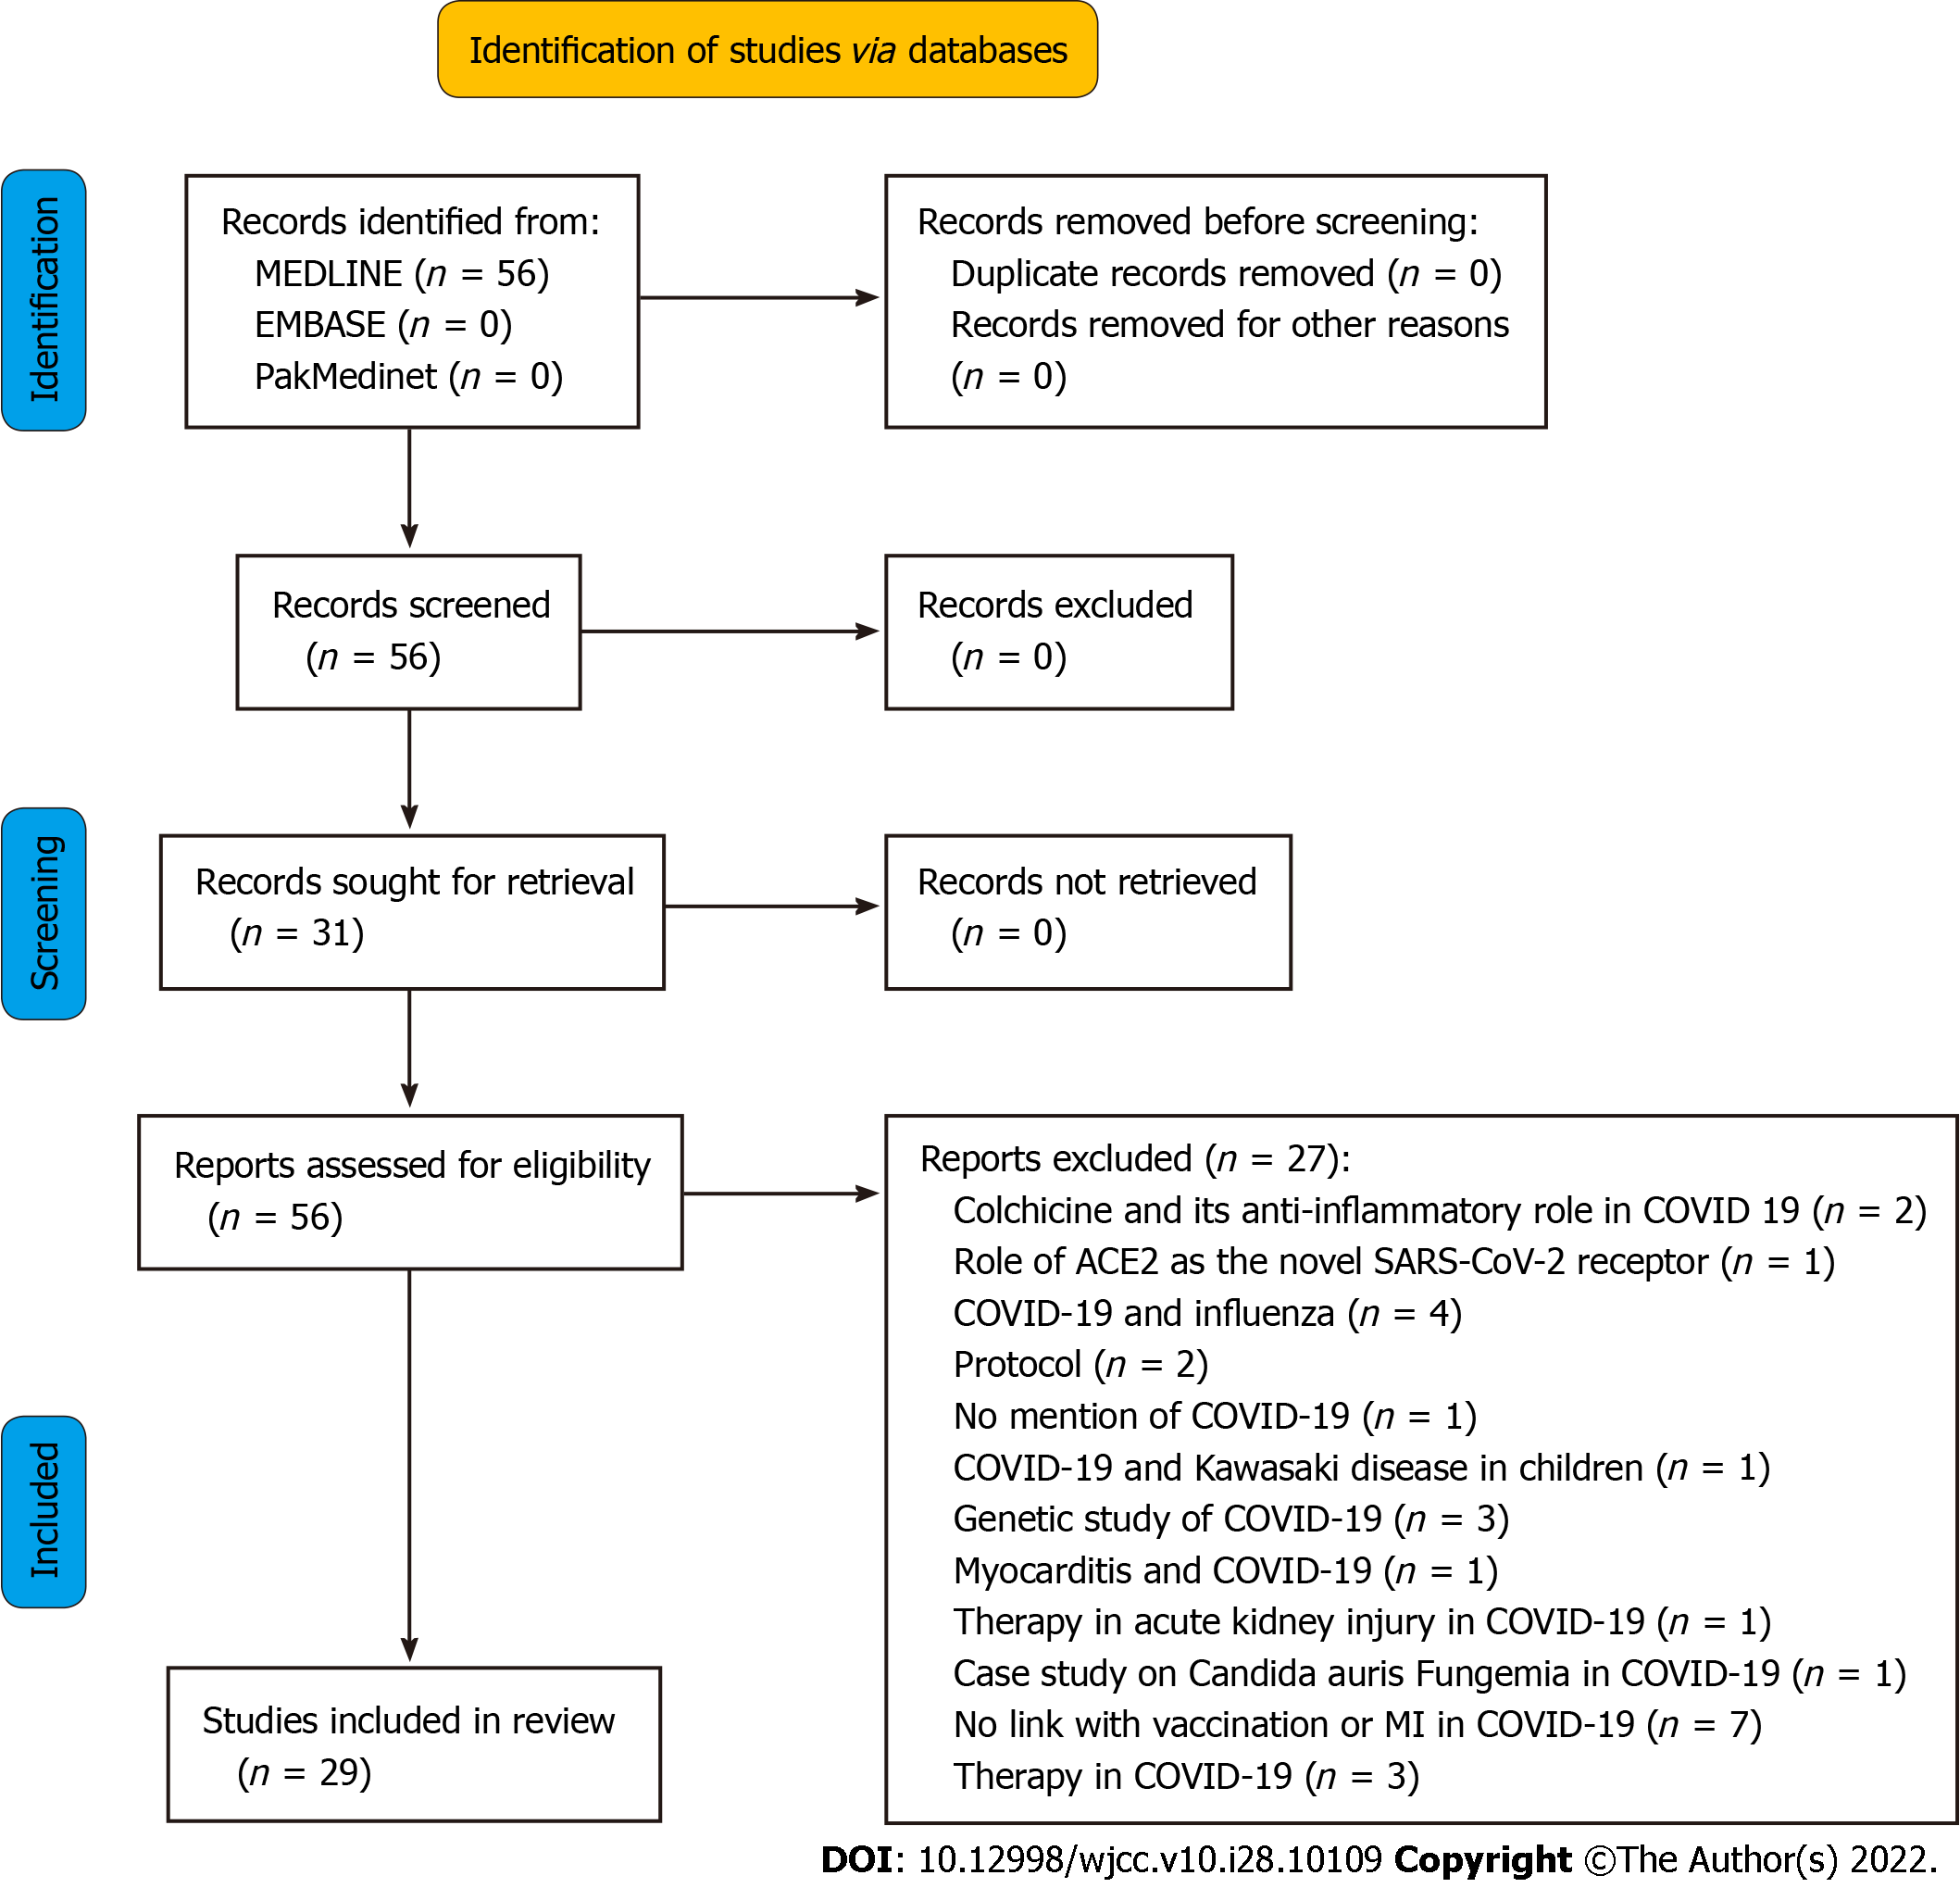 Identification of studies via databases
Identification
Records identified from:
MEDLINE (n = 56)
EMBASE (n = 0)
PakMedinet (n = 0)
Records removed before screening:
Duplicate records removed (n = 0)
Records removed for other reasons
(n = 0)
Records screened
(n = 56)
Records excluded
(n = 0)
Screening
Records sought for retrieval
(n = 31)
Records not retrieved
(n = 0)
Reports assessed for eligibility
(n = 56)
Reports excluded (n = 27):
Colchicine and its anti-inflammatory role in COVID 19 (n = 2)
Role of ACE2 as the novel SARS-CoV-2 receptor (n = 1)
COVID-19 and influenza (n = 4)
Protocol (n = 2)
No mention of COVID-19 (n = 1)
COVID-19 and Kawasaki disease in children (n = 1)
Genetic study of COVID-19 (n = 3)
Myocarditis and COVID-19 (n = 1)
Therapy in acute kidney injury in COVID-19 (n = 1)
Case study on Candida auris Fungemia in COVID-19 (n = 1)
No link with vaccination or MI in COVID-19 (n = 7)
Therapy in COVID-19 (n = 3)
Included
Studies included in review
(n = 29)
DOI: 10.12998/wjcc.v10.i28.10109 Copyright ©The Author(s) 2022.